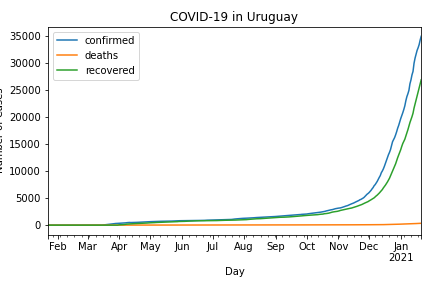 COVID-19 in Uruguay
confirmed
deaths
recovered
35000
30000
25000
20000
15000
10000
5000
0
Feb Mar Apr May Jun Jul Aug Sep Oct Nov Dec Jan
2021
Day